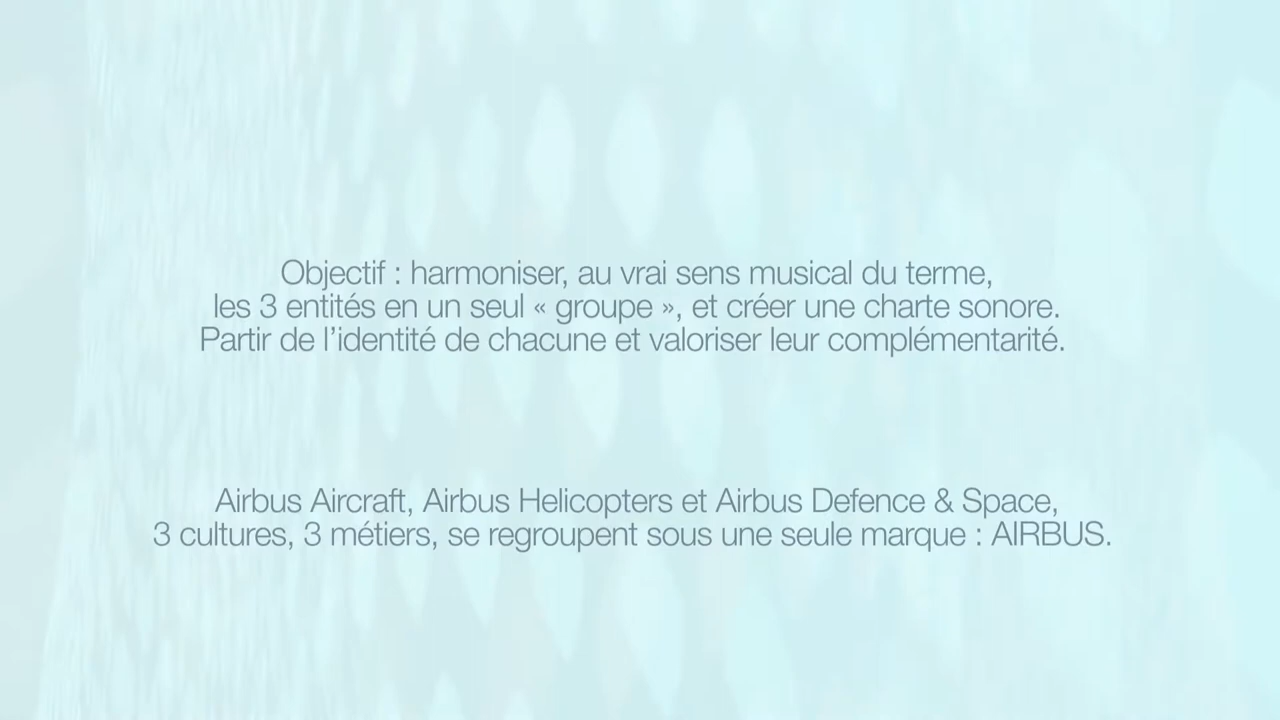 Objectif : harmoniser, au vrai sens musical du terme,
les 3 entités en un seul « groupe », et créer une charte sonore.
Partir de l’identité de chacune et valoriser leur complémentarité.
Airbus Aircraft, Airbus Helicopters et Airbus Defence & Space,
3 cultures, 3 métiers, se regroupent sous une seule marque : AIRBUS.